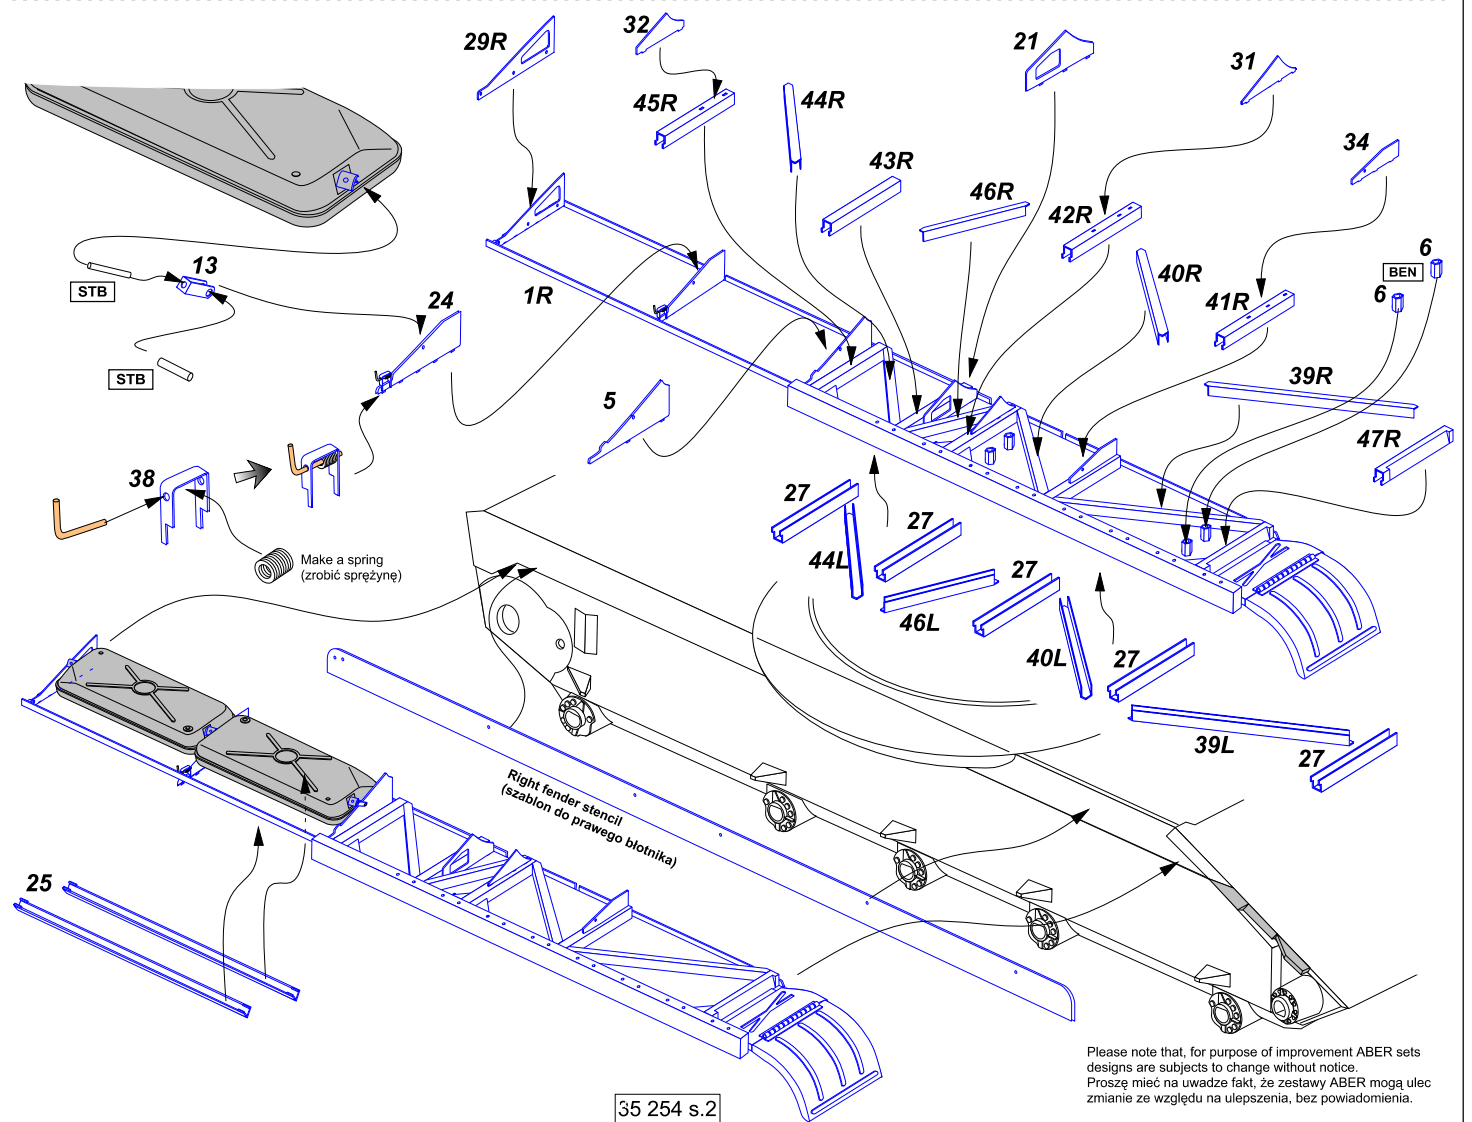 29R
32
21
31
45R
44R
34
43R
46R
42R
6
40R
BEN
13
STB
24
1R
41R
6
STB
39R
5
47R
38
27
27
44L
27
Make a spring
(zrobić sprężynę)
46L
40L
27
39L
27
Right fender stencil
(szablon do prawego błotnika)
25
Please note that, for purpose of improvement ABER sets
designs are subjects to change without notice.
Proszę mieć na uwadze fakt, że zestawy ABER mogą ulec
zmianie ze względu na ulepszenia, bez powiadomienia.
35 254 s.2